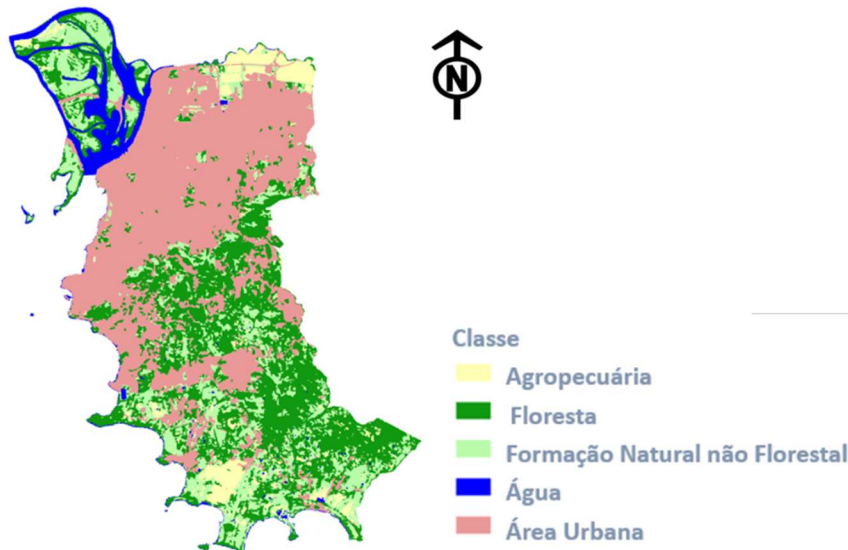 N
Classe
Agropecuária
Floresta
Formação Natural não Florestal
Água
Área Urbana